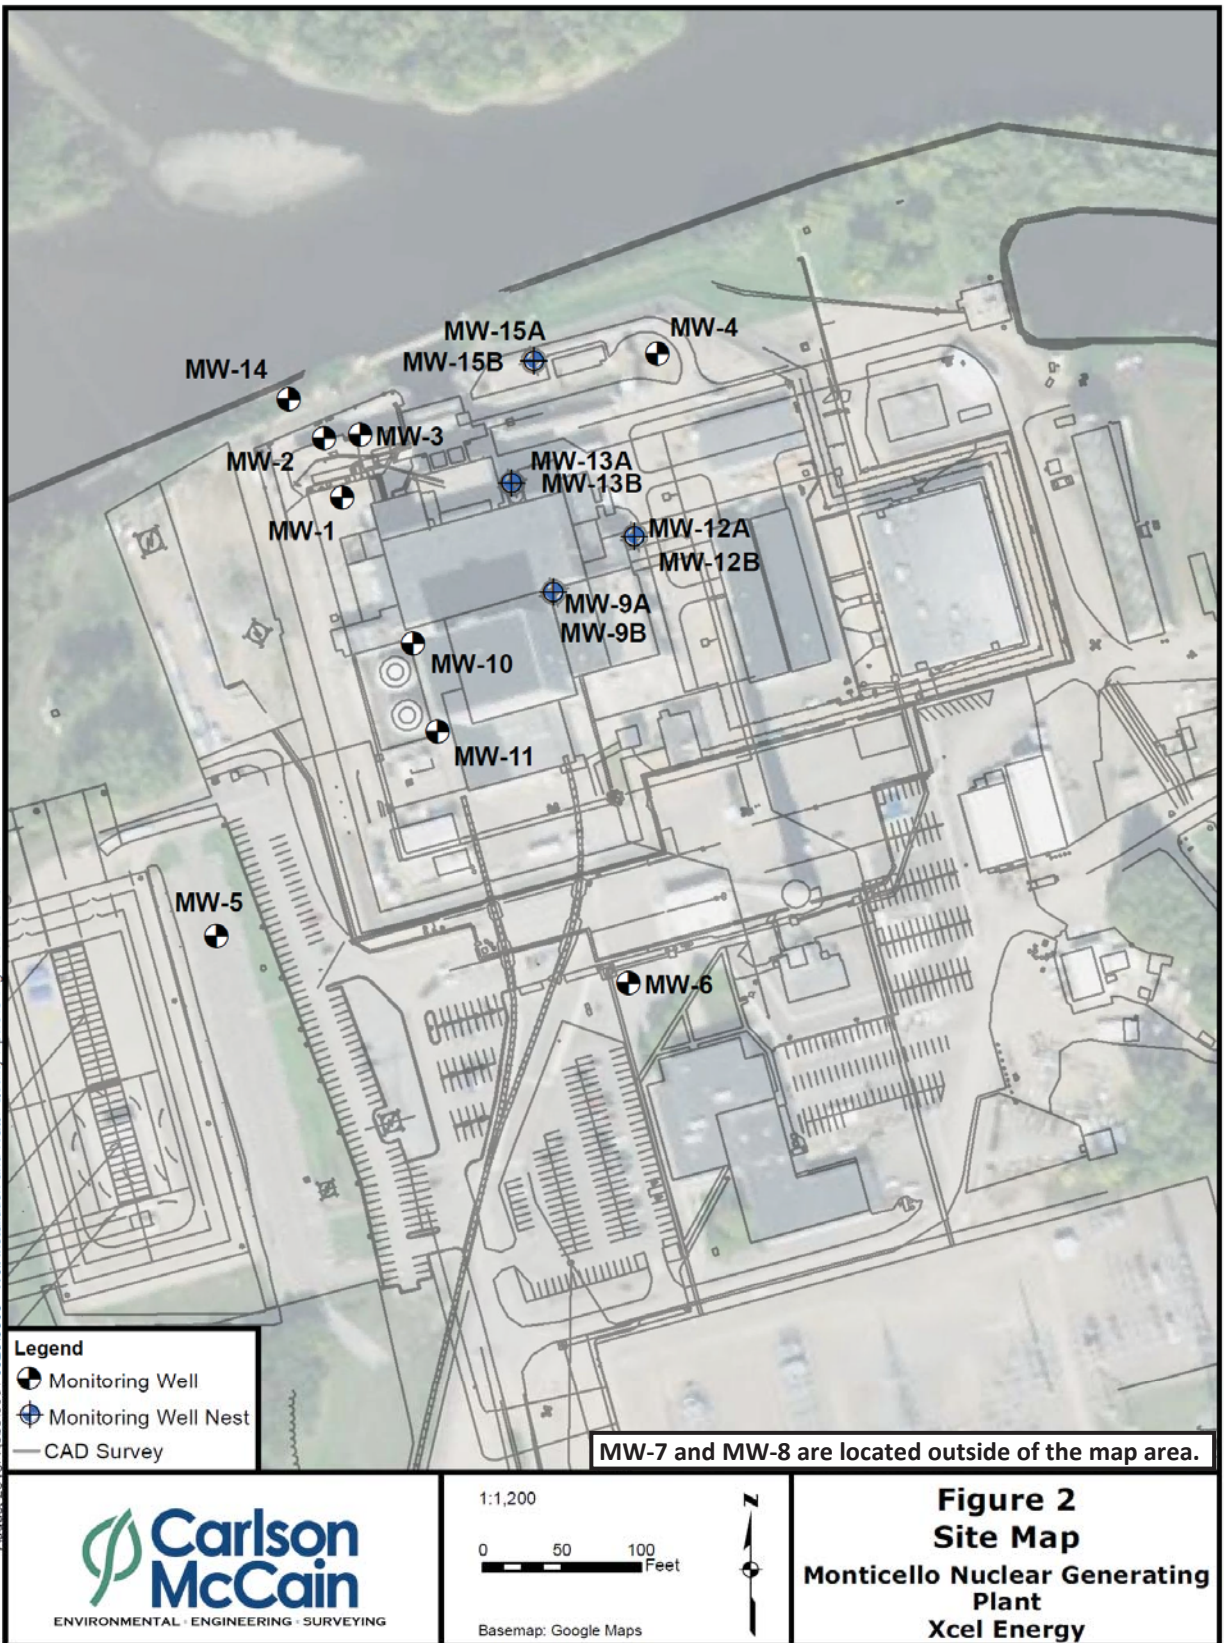 MW-15A
MW-4
MW-15B
MW-14
MW-3
MW-2
MW-13A
MW-13B
MW-1
MW-12A
MW-12B
MW-9A
MW-9B
MW-10
MW-11
MW-5
MW-6
Legend
Monitoring Well
Monitoring Well Nest
CAD Survey
MW-7 and MW-8 are located outside of the map area.
Carlson
McCain
ENVIRONMENTAL · ENGINEERING · SURVEYING
1:1,200
0 50 100
Feet
Basemap: Google Maps
N
Figure 2
Site Map
Monticello Nuclear Generating
Plant
Xcel Energy